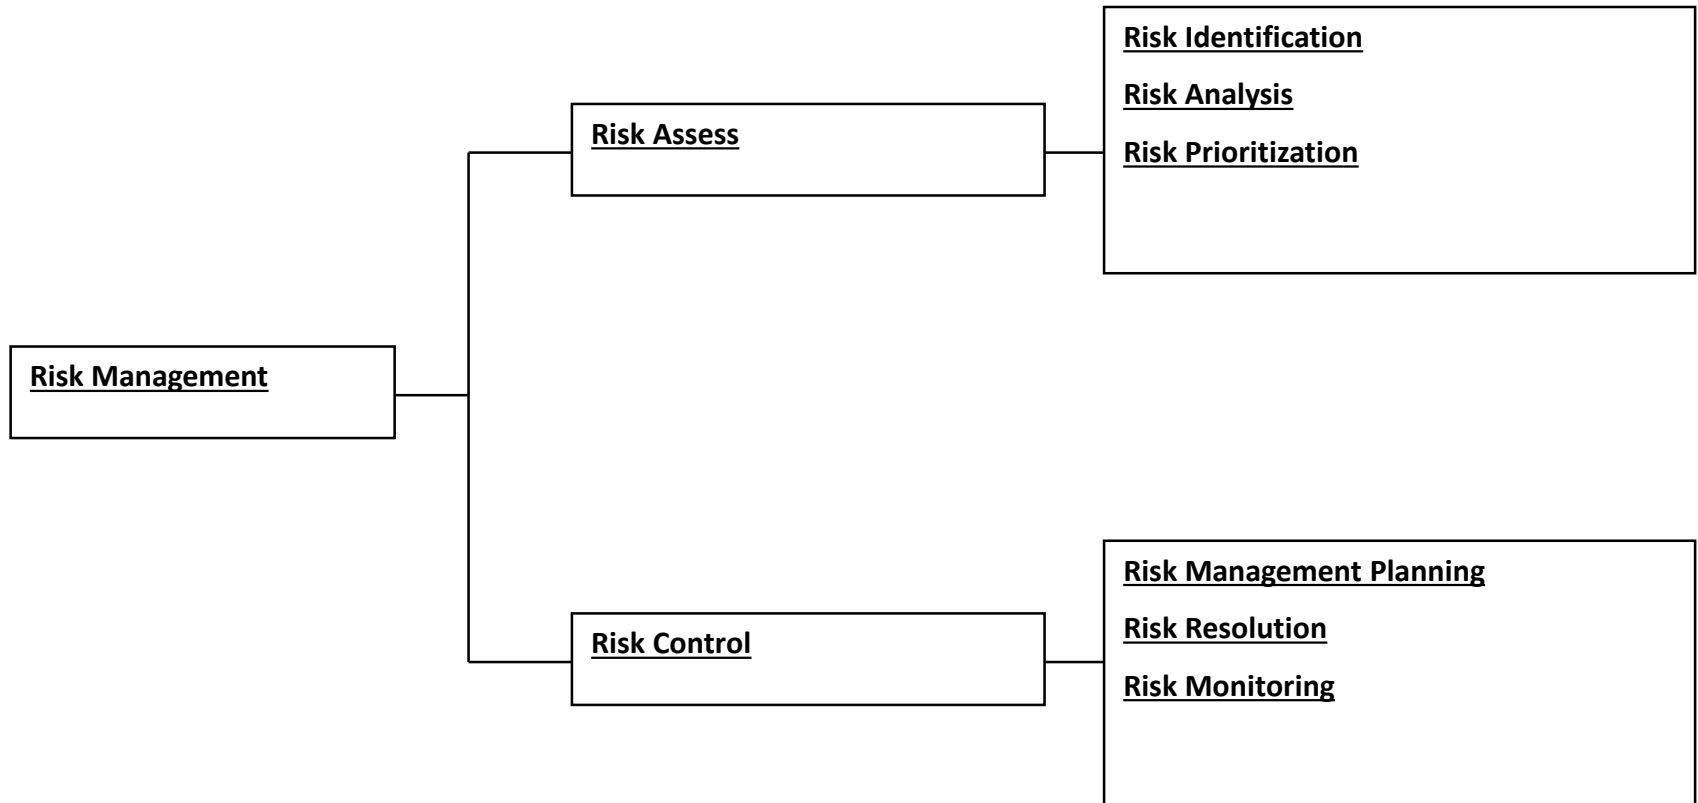 Risk Identification
Risk Analysis
Risk Prioritization
Risk Assess
Risk Management
Risk Management Planning
Risk Resolution
Risk Monitoring
Risk Control